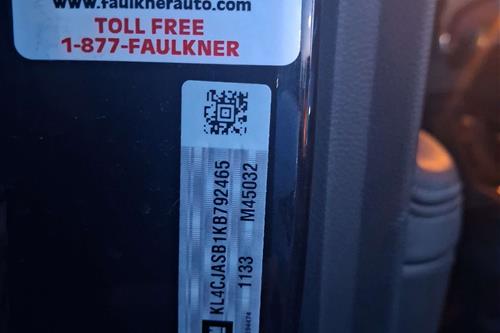 www.faulknerauto.com
TOLL FREE
1-877-FAULKNER
KL4CJASB1KB792465
1133 M45032